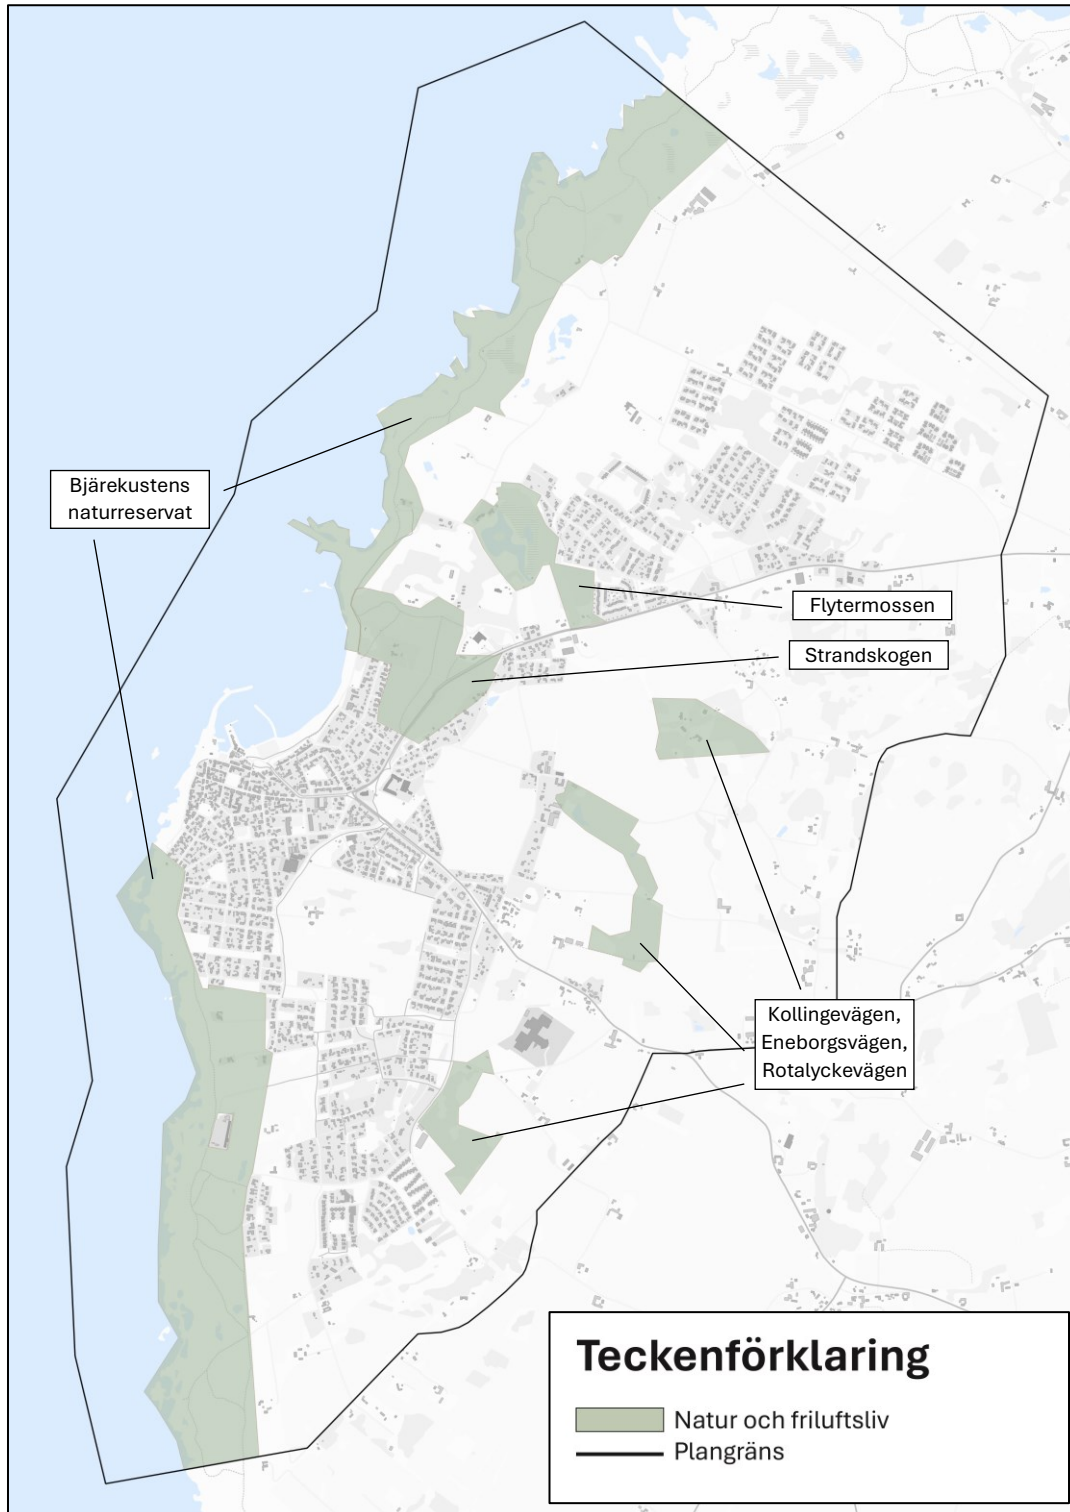 Bjärekustens
naturreservat
Flytermossen
Strandskogen
Kollingevägen,
Eneborgsvägen,
Rotalyckevägen
Teckenförklaring
Natur och friluftsliv
Plangräns